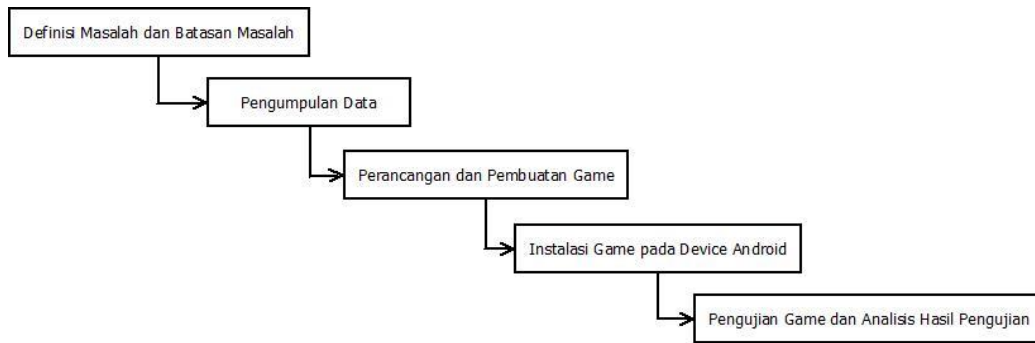 Definisi Masalah dan Batasan Masalah
Pengumpulan Data
Perancangan dan Pembuatan Game
Instalasi Game pada Device Android
Pengujian Game dan Analisis Hasil Pengujian